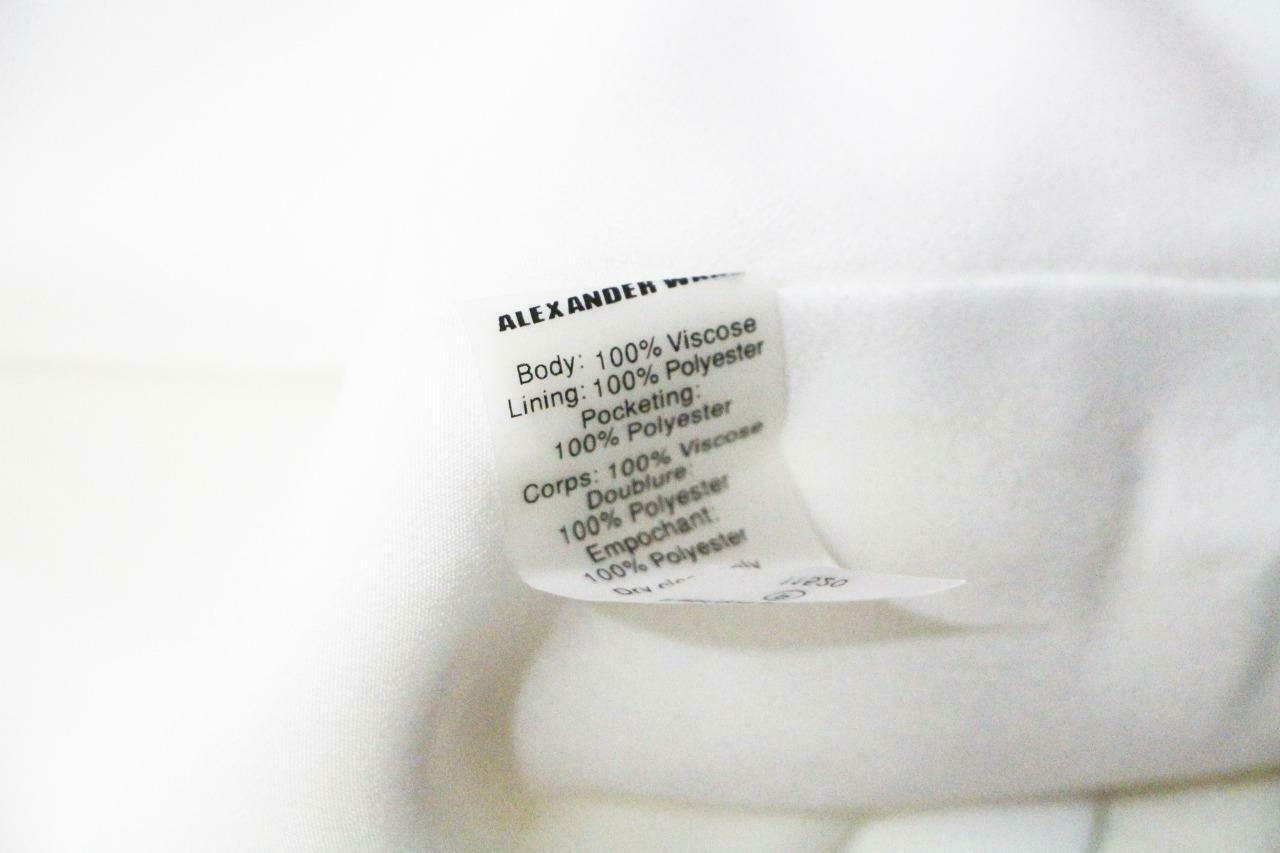 ALEXANDER
Body: 100% Viscose
Lining: 100% Polyester
Pocketing:
100% Polyester
Corps: 100% Viscose
Doublure:
100% Polyester
Empochant:
100% Polyester
Dry